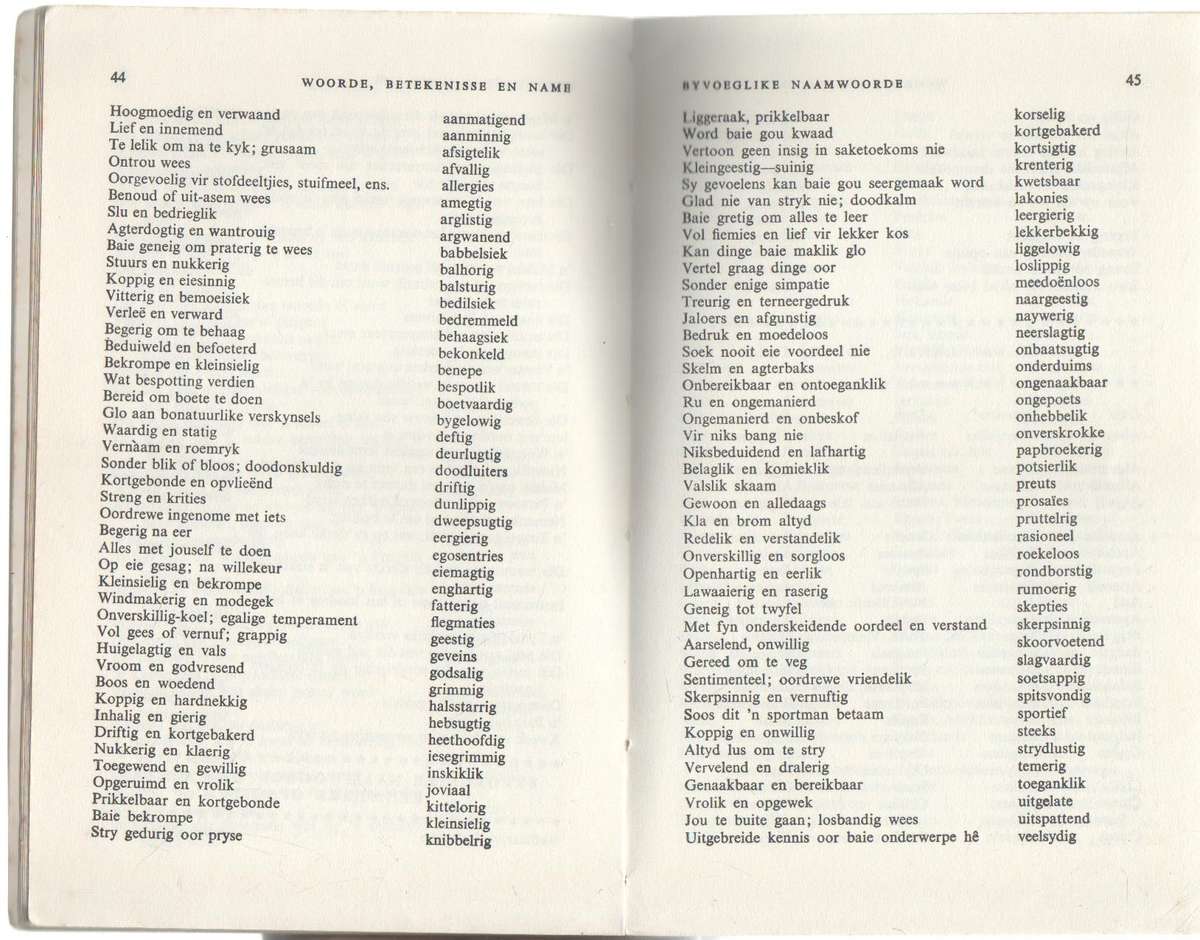 44
WOORDE, BETEKENISSE EN NAME
Hoogmoedig en verwaand aanmatigend
Lief en innemend aanminnig
Te lelik om na te kyk; grusaam afsigtelik
Ontrou wees afvallig
Oorgevoelig vir stofdeeltjies, stuifmeel, ens. allergies
Benoud of uit-asem wees amegtig
Slu en bedrieglik arglistig
Agterdogtig en wantrouig argwanend
Baie geneig om praterig te wees babbelsiek
Stuurs en nukkerig balhorig
Koppig en eiesinnig balsturig
Vitterig en bemoeisiek bedilsiek
Verleë en verward bedremmeld
Begerig om te behaag behaagsiek
Beduiweld en befoeterd bekonkeld
Bekrompe en kleinsielig benepe
Wat bespotting verdien bespotlik
Bereid om boete te doen boetvaardig
Glo aan bonatuurlike verskynsels bygelowig
Waardig en statig deftig
Vernaam en roemryk deurlugtig
Sonder blik of bloos; doodonskuldig doodluiters
Kortgebonde en opvlieënd driftig
Streng en krities dunlippig
Oordrewe ingenome met iets dweepsugtig
Begerig na eer eergierig
Alles met jouself te doen egosentries
Op eie gesag; na willekeur eiemagtig
Kleinsielig en bekrompe enghartig
Windmakerig en modegek fatterig
Onverskillig-koel; egalige temperament flegmaties
Vol gees of vernuf; grappig geestig
Huigelagtig en vals geveins
Vroom en godvresend godsalig
Boos en woedend grimmig
Koppig en hardnekkig halsstarrig
Inhalig en gierig hebsugtig
Driftig en kortgebakerd heethoofdig
Nukkerig en klaerig iesegrimmig
Toegewend en gewillig inskiklik
Opgeruimd en vrolik joviaal
Prikkelbaar en kortgebonde kittelorig
Baie bekrompe kleinsielig
Stry gedurig oor pryse knibbelrig
BYVOEGLIKE NAAMWOORDE
45
Liggeraak, prikkelbaar korselig
Word baie gou kwaad kortgebakerd
Vertoon geen insig in saketoekoms nie kortsigtig
Kleingeestig—suinig krenterig
Sy gevoelens kan baie gou seergemaak word kwetsbaar
Glad nie van stryk nie; doodkalm lakonies
Baie gretig om alles te leer leergierig
Vol fiemies en lief vir lekker kos lekkerbekkig
Kan dinge baie maklik glo liggelowig
Vertel graag dinge oor loslippig
Sonder enige simpatie meedoënloos
Treurig en terneergedruk naargeestig
Jaloers en afgunstig naywerig
Bedruk en moedeloos neerslagtig
Soek nooit eie voordeel nie onbaatsugtig
Skelm en agterbaks onderduims
Onbereikbaar en ontoeganklik ongenaakbaar
Ru en ongemanierd ongepoets
Ongemanierd en onbeskof onhebbelik
Vir niks bang nie onverskrokke
Niksbeduidend en lafhartig papbroekerig
Belaglik en komieklik potsierlik
Valslik skaam preuts
Gewoon en alledaags prosaïes
Kla en brom altyd pruttelrig
Redelik en verstandelik rasioneel
Onverskillig en sorgloos roekeloos
Openhartig en eerlik rondborstig
Lawaaierig en raserig rumoerig
Geneig tot twyfel skepties
Met fyn onderskeidende oordeel en verstand skerpsinnig
Aarselend, onwillig skoorvoetend
Gereed om te veg slagvaardig
Sentimenteel; oordrewe vriendelik soetsappig
Skerpsinnig en vernuftig spitsvondig
Soos dit 'n sportman betaam sportief
Koppig en onwillig steeks
Altyd lus om te stry strydlustig
Vervelend en dralerig temerig
Genaakbaar en bereikbaar toeganklik
Vrolik en opgewek uitgelate
Jou te buite gaan; losbandig wees uitspattend
Uitgebreide kennis oor baie onderwerpe hê veelsydig